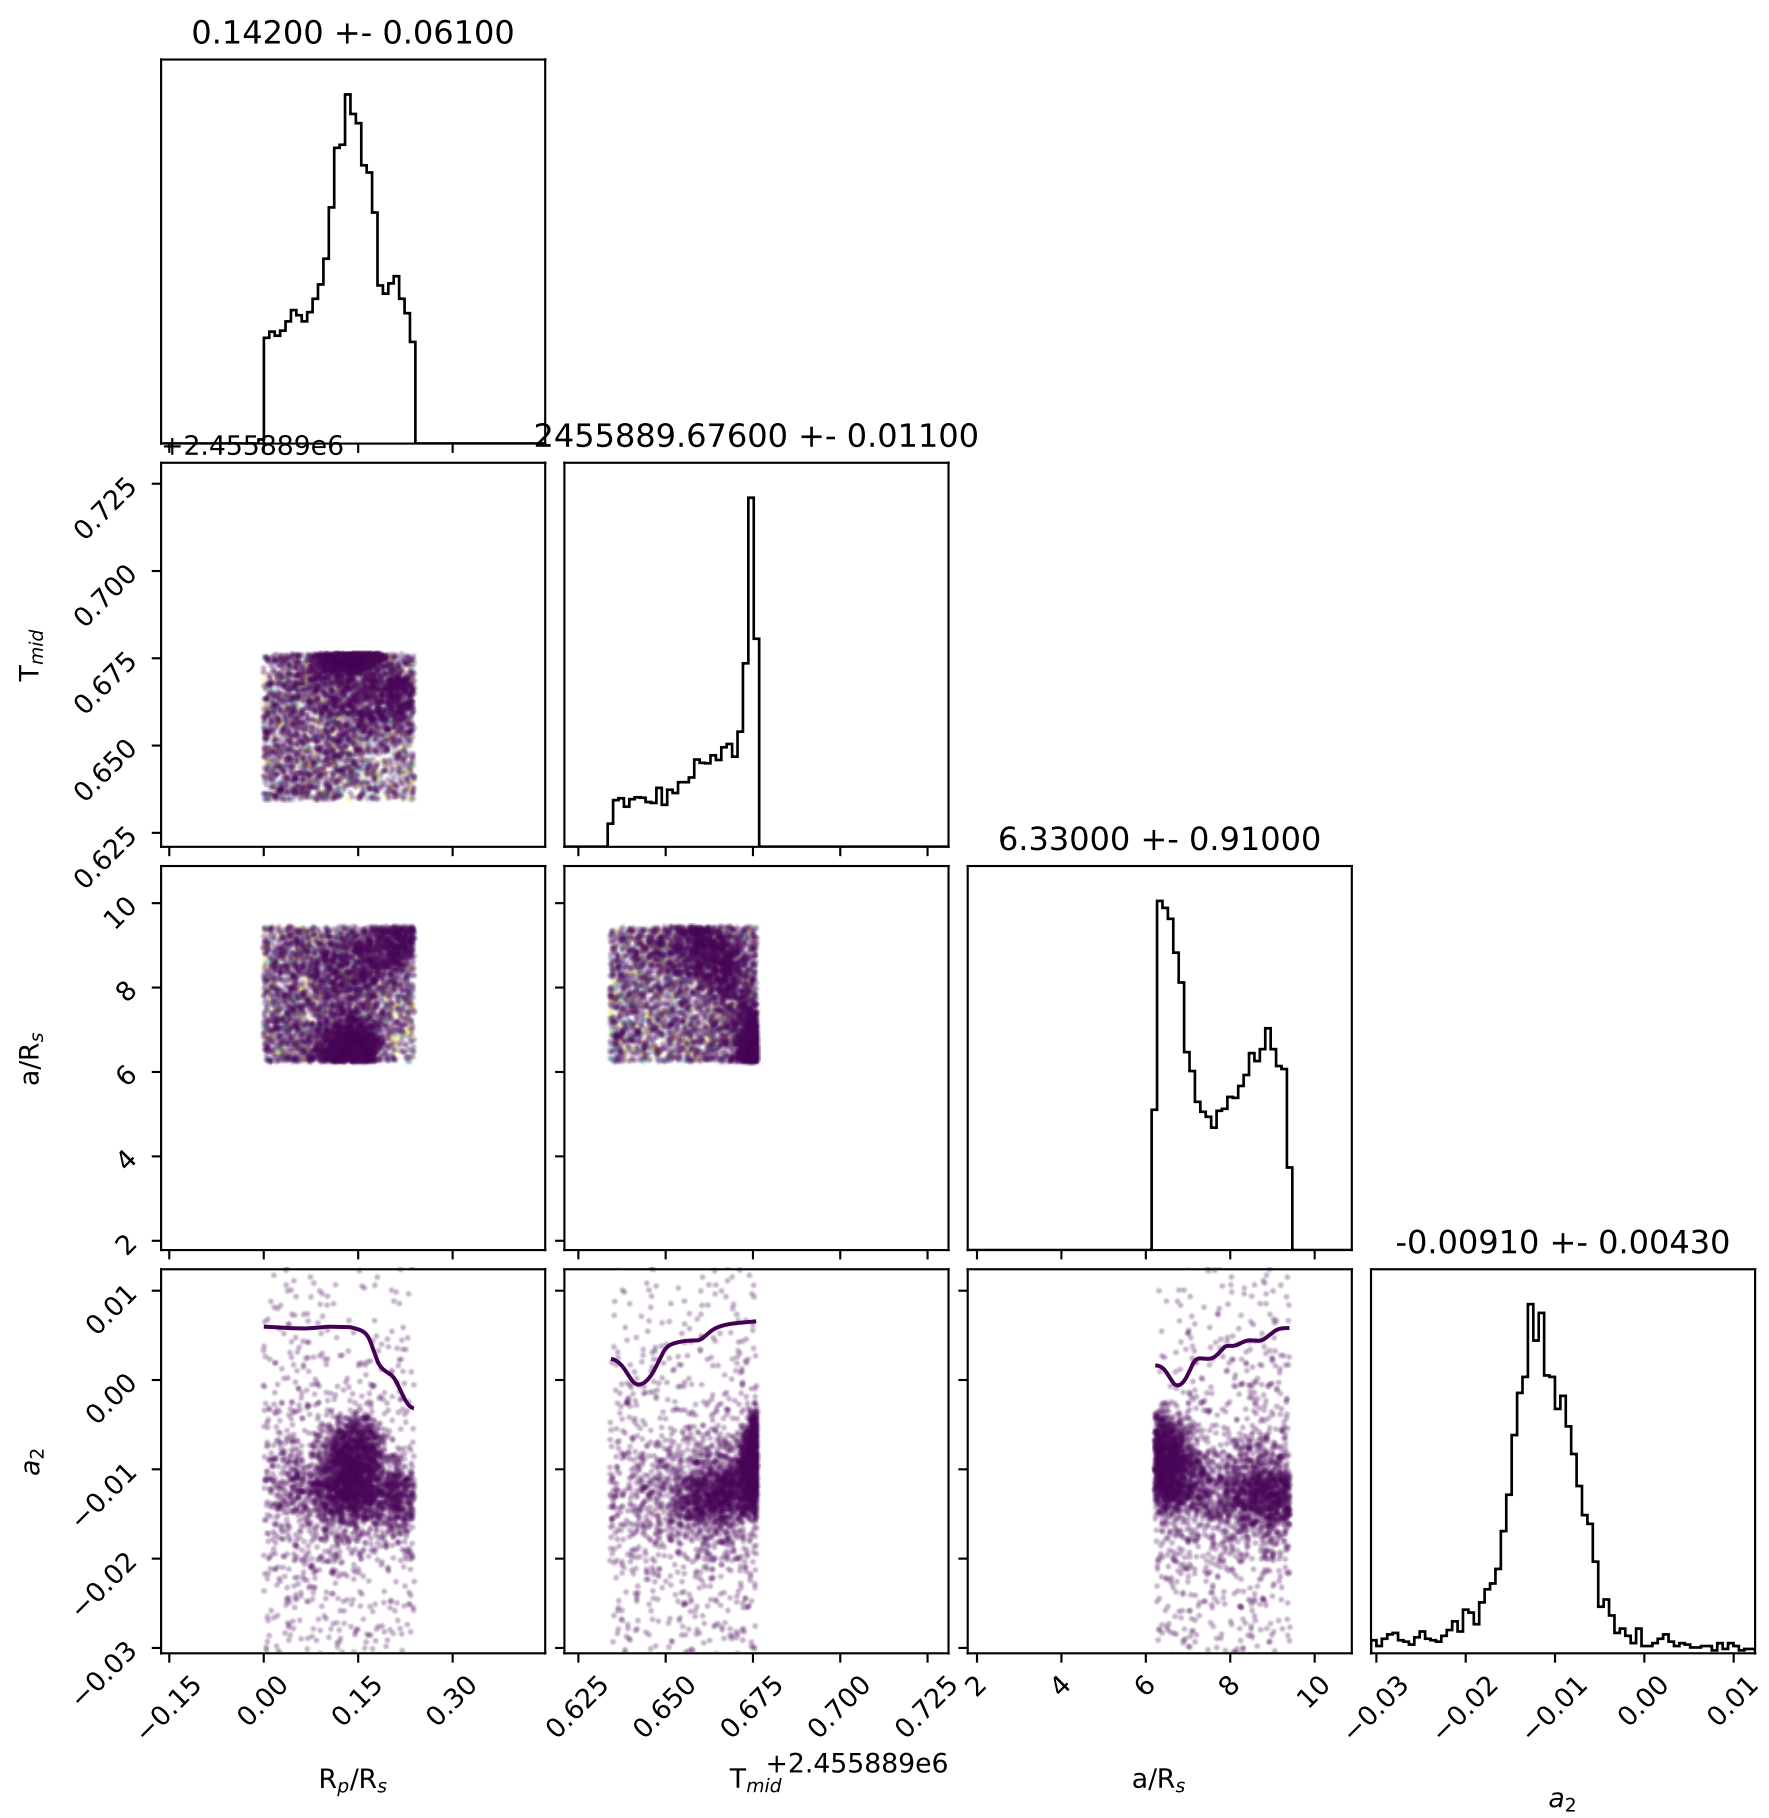 0.14200 +- 0.06100
+2.455889e6
2455889.67600 +- 0.01100
0.725
0.700
0.675
0.650
0.625
T_mid
6.33000 +- 0.91000
10
8
6
4
2
a/R_s
-0.00910 +- 0.00430
0.01
0.00
−0.01
−0.02
−0.03
a_2
−0.15 0.00 0.15 0.30
0.625 0.650 0.675 0.700 0.725
2 4 6 8 10
−0.03 −0.02 −0.01 0.00 0.01
+2.455889e6
R_p/R_s T_mid a/R_s a_2